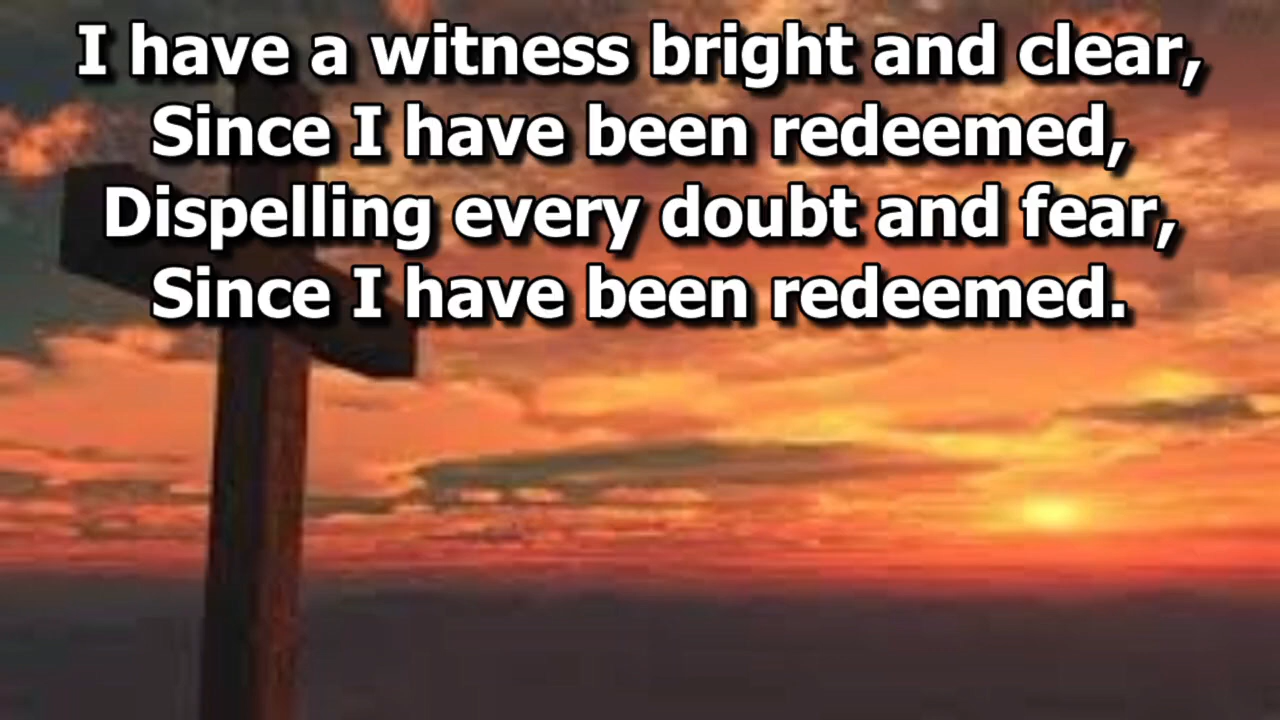 I have a witness bright and clear,
Since I have been redeemed,
Dispelling every doubt and fear,
Since I have been redeemed.